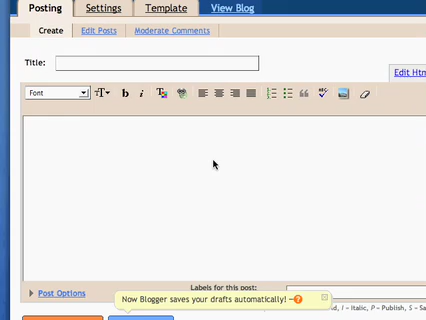 Posting Settings Template View Blog
Create Edit Posts Moderate Comments
Title:
Edit Htm
Font T b i T ABC
Post Options
Labels for this post:
Now Blogger saves your drafts automatically! – ?
d, I = Italic, P = Publish, S = Sa